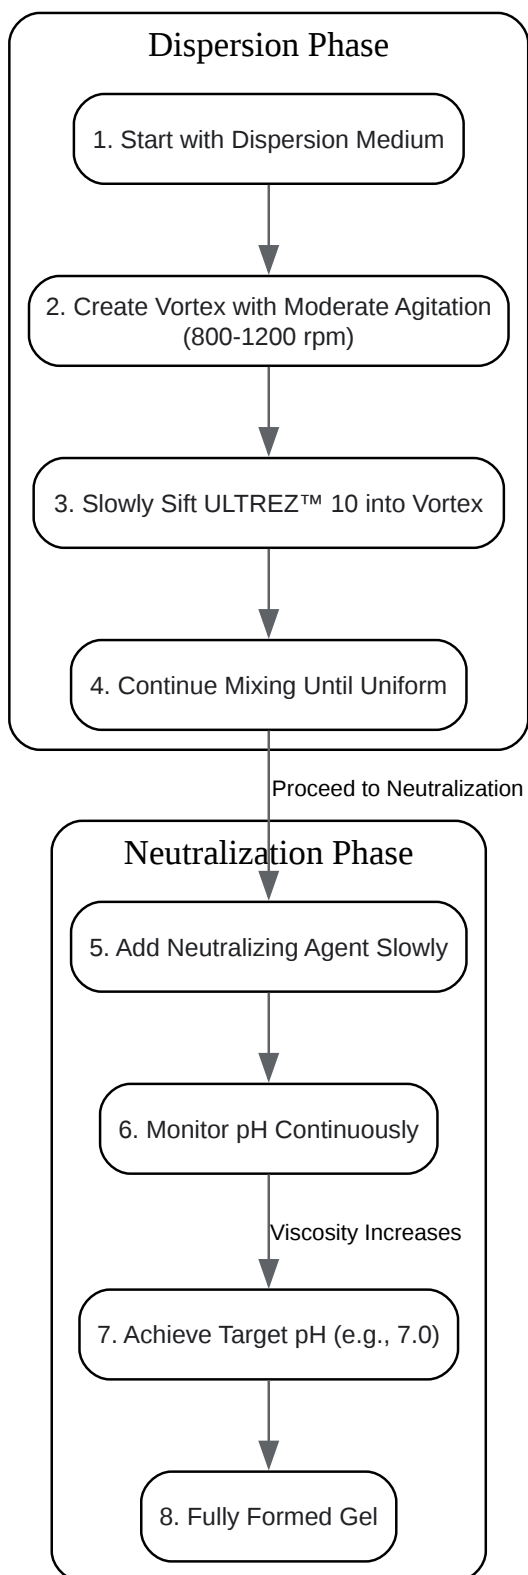 Dispersion Phase
1. Start with Dispersion Medium
2. Create Vortex with Moderate Agitation
(800-1200 rpm)
3. Slowly Sift ULTREZ™ 10 into Vortex
4. Continue Mixing Until Uniform
Proceed to Neutralization
Neutralization Phase
5. Add Neutralizing Agent Slowly
6. Monitor pH Continuously
Viscosity Increases
7. Achieve Target pH (e.g., 7.0)
8. Fully Formed Gel